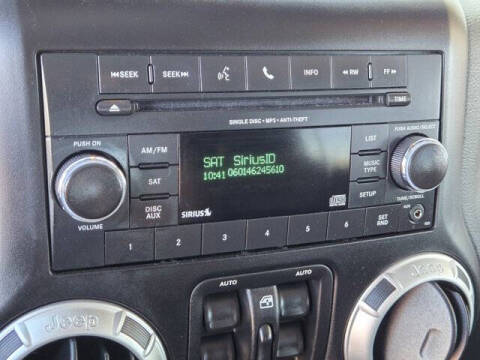 |◀◀SEEK SEEK▶▶| INFO ◀◀RW FF▶▶
TIME
SINGLE DISC • MP3 • ANTI-THEFT
PUSH ON
PUSH AUDIO/SELECT
AM/FM
SAT SiriusID
LIST
10:41 060146245610
MUSIC
TYPE
SAT
SETUP
DISC
AUX
SIRIUS
TUNE/SCROLL
VOLUME
SET
RND
AUX
1 2 3 4 5 6
AUTO AUTO
Jeep Jeep